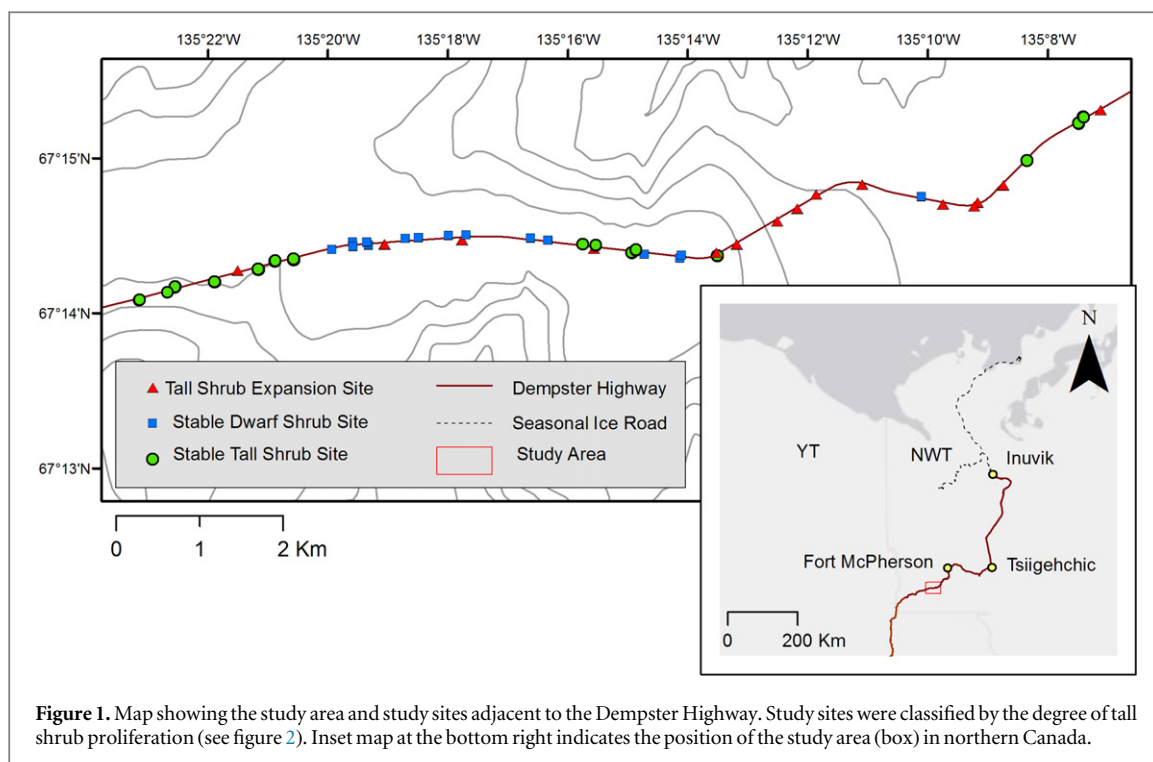 135°22'W 135°20'W 135°18'W 135°16'W 135°14'W 135°12'W 135°10'W 135°8'W
67°15'N
67°14'N
67°13'N
Tall Shrub Expansion Site
Stable Dwarf Shrub Site
Stable Tall Shrub Site
Dempster Highway
Seasonal Ice Road
Study Area
0 1 2 Km
N
YT
NWT
Inuvik
Fort McPherson
Tsiigehchic
0 200 Km
Figure 1. Map showing the study area and study sites adjacent to the Dempster Highway. Study sites were classified by the degree of tall
shrub proliferation (see figure 2). Inset map at the bottom right indicates the position of the study area (box) in northern Canada.